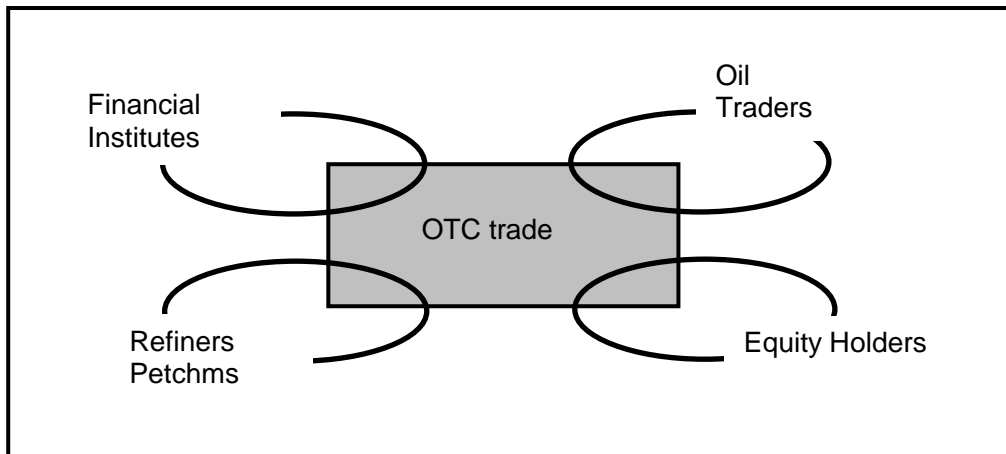 Financial
Institutes
Oil
Traders
OTC trade
Refiners
Petchms
Equity Holders